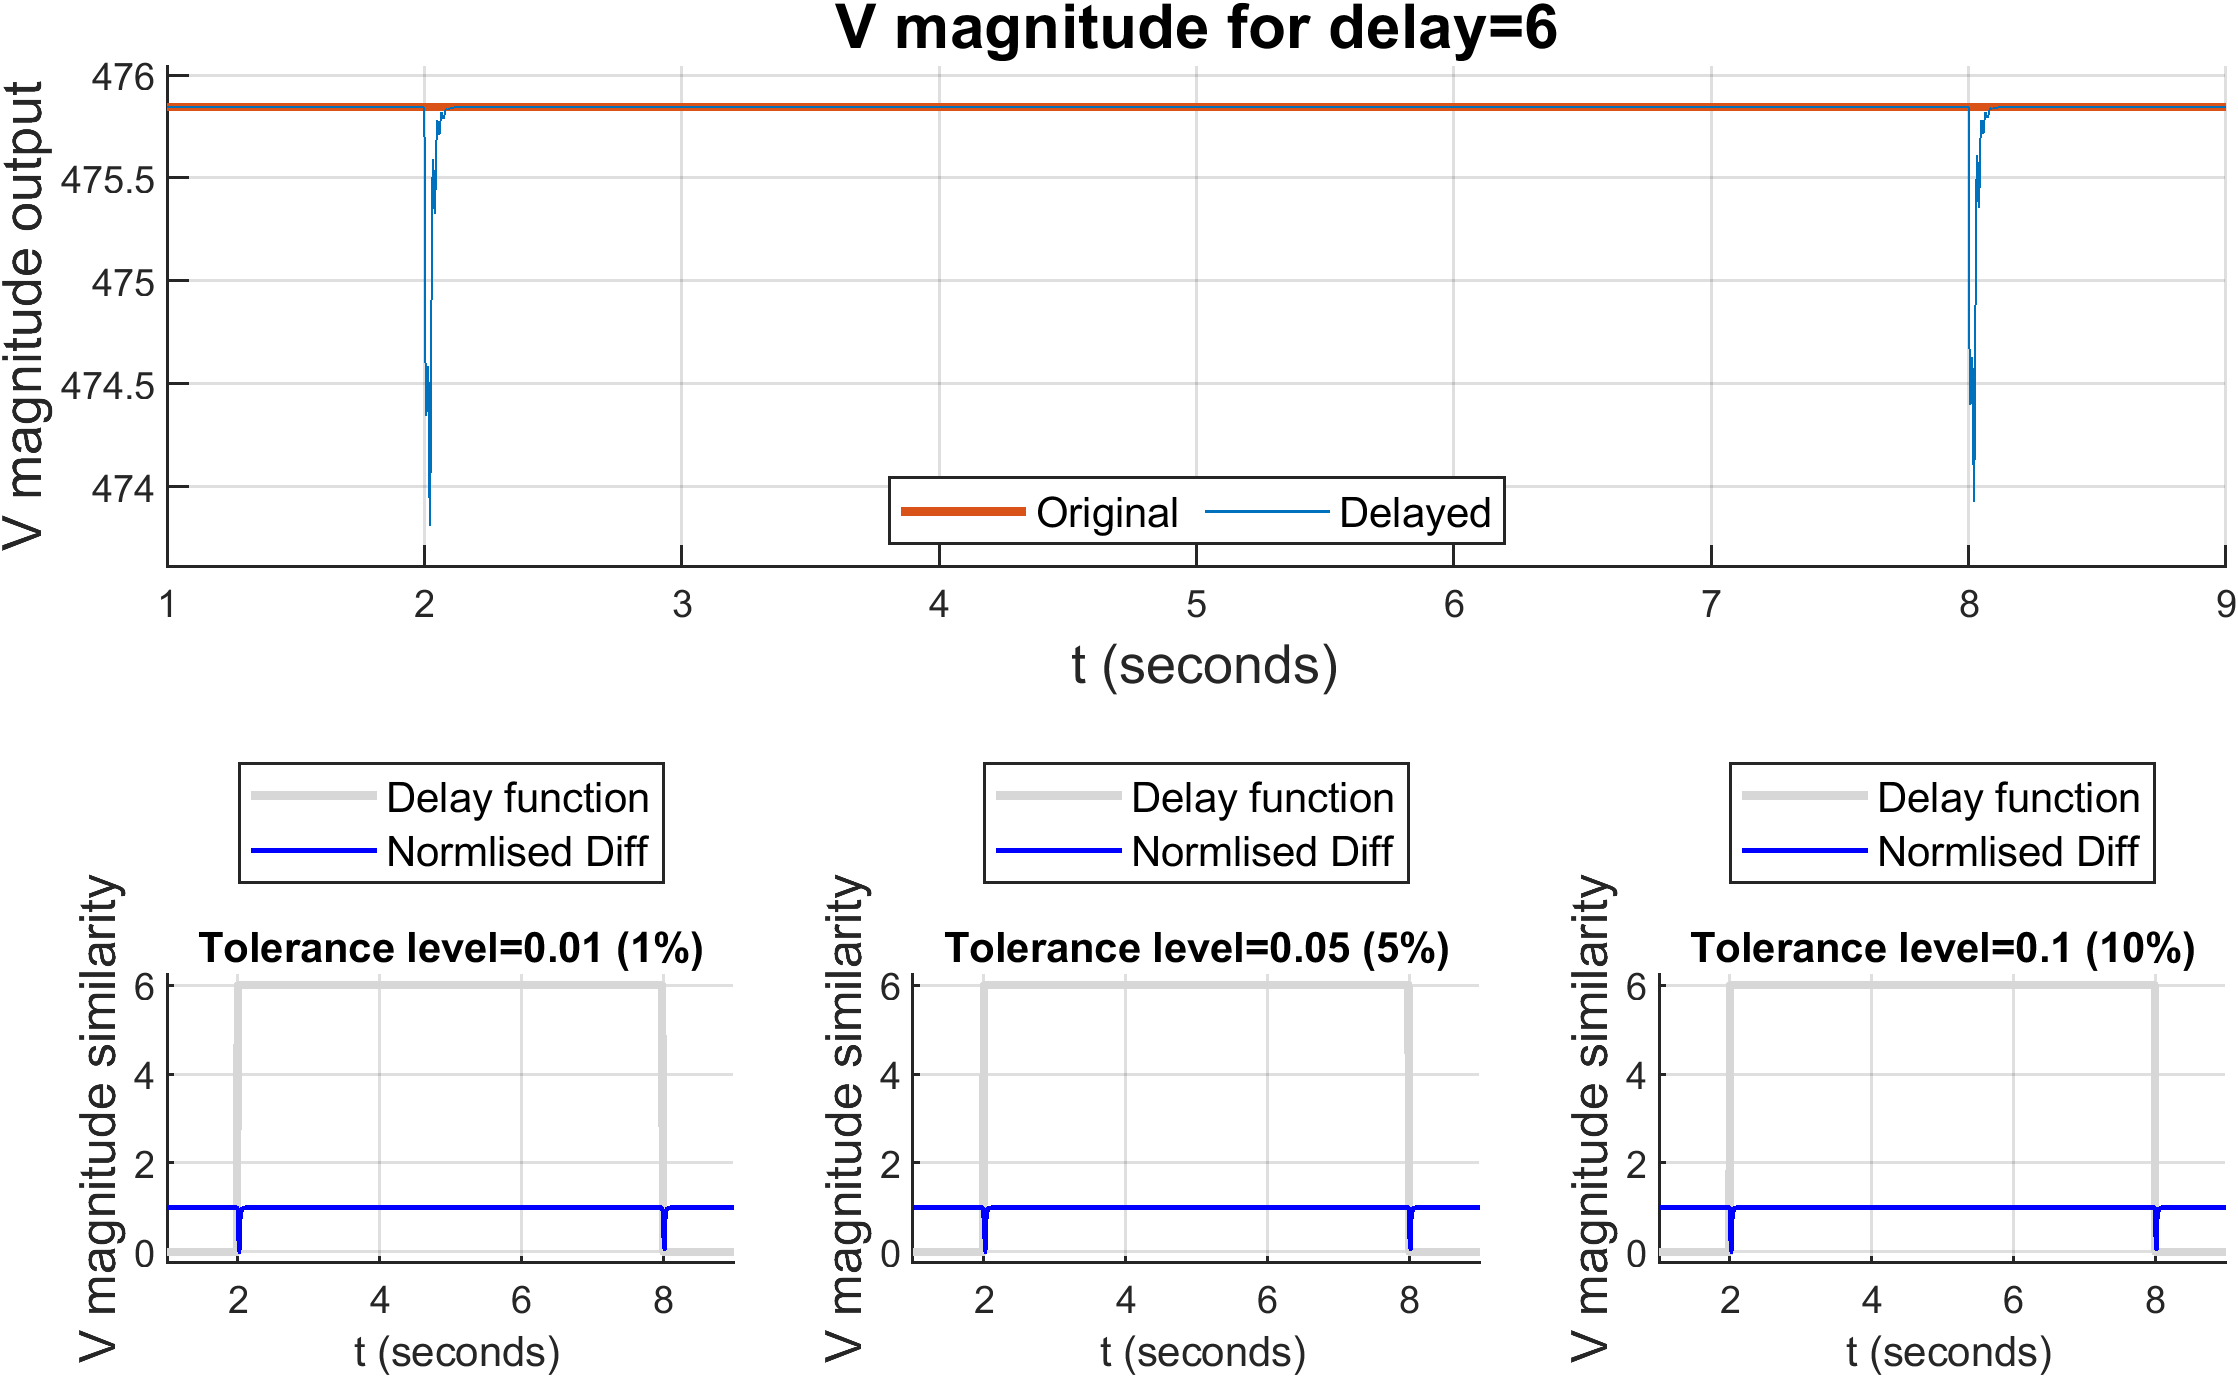 V magnitude for delay=6
V magnitude output
476
475.5
475
474.5
474
Original Delayed
1 2 3 4 5 6 7 8 9
t (seconds)
Delay function
Normlised Diff
Tolerance level=0.01 (1%)
V magnitude similarity
6
4
2
0
2 4 6 8
t (seconds)
Delay function
Normlised Diff
Tolerance level=0.05 (5%)
V magnitude similarity
6
4
2
0
2 4 6 8
t (seconds)
Delay function
Normlised Diff
Tolerance level=0.1 (10%)
V magnitude similarity
6
4
2
0
2 4 6 8
t (seconds)